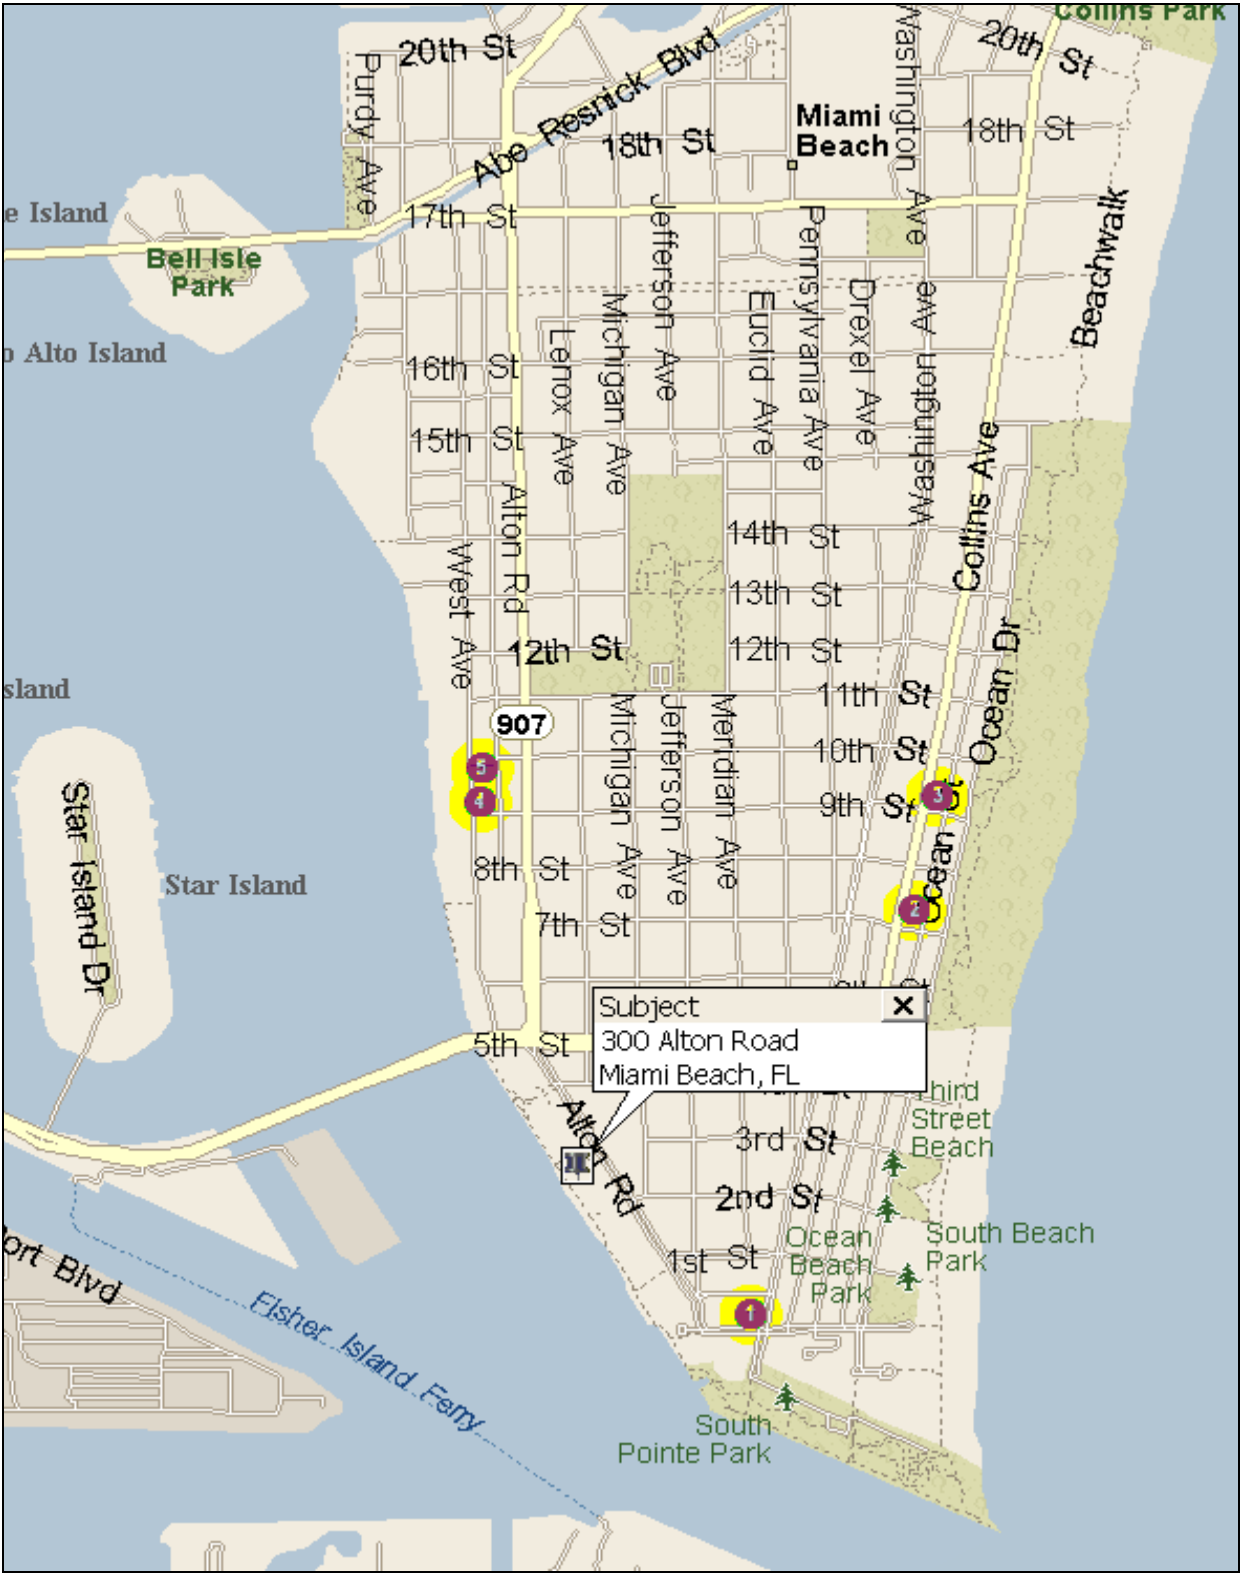 Collins Park
20th St
20th St
Purdy Ave
Abe Resnick Blvd
Washington Ave
Miami
Beach
18th St
18th St
e Island
17th St
Jefferson Ave
Pennsylvania Ave
Beachwalk
Bell Isle
Park
Michigan Ave
Euclid Ave
Drexel Ave
Washington Ave
o Alto Island
Lenox Ave
16th St
15th St
Collins Ave
Alton Rd
14th St
West Ave
13th St
12th St
12th St
Ocean Dr
sland
11th St
907
Michigan Ave
Jefferson Ave
Meridian Ave
10th St
5
4
3
9th St
Star Island Dr
Star Island
8th St
Ocean Ct
2
7th St
Subject
300 Alton Road
Miami Beach, FL
5th St
Third
Street
Beach
Alton Rd
3rd St
2nd St
South Beach
Park
Ocean
Beach
Park
1st St
ort Blvd
Fisher Island Ferry
1
South
Pointe Park